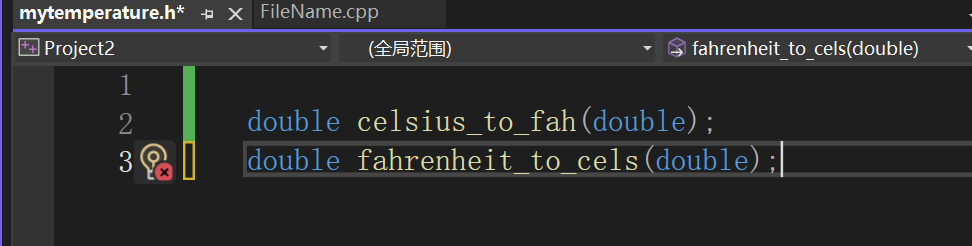 mytemperature.h* FileName.cpp
Project2 (全局范围) fahrenheit_to_cels(double)
1
2 double celsius_to_fah(double);
3 double fahrenheit_to_cels(double);